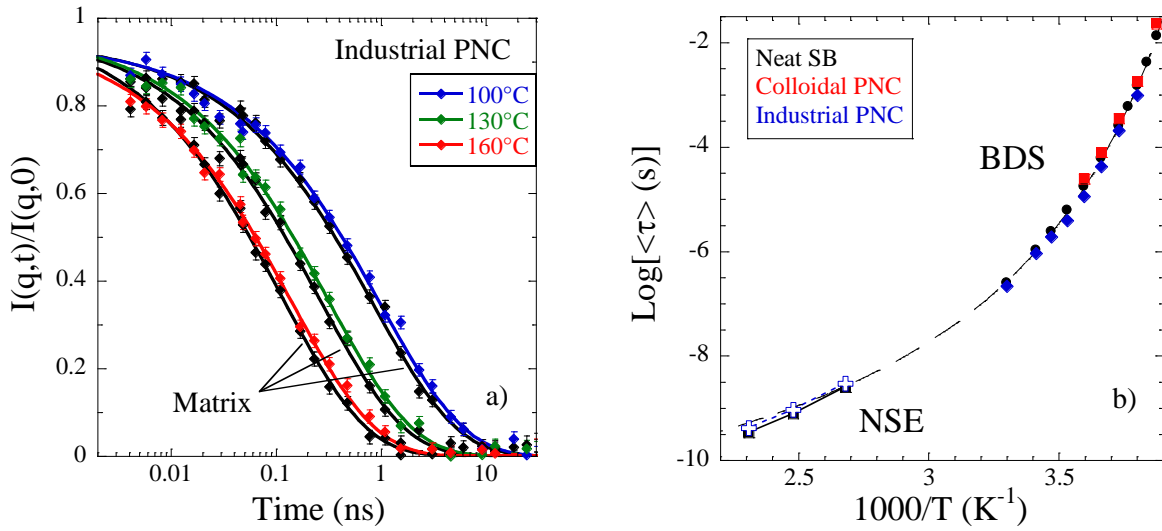 Industrial PNC
100°C
130°C
160°C
Matrix
a)
I(q,t)/I(q,0)
1
0.8
0.6
0.4
0.2
0
0.01
0.1
1
10
Time (ns)
Neat SB
Colloidal PNC
Industrial PNC
BDS
NSE
b)
Log[<τ> (s)]
-2
-4
-6
-8
-10
2.5
3
3.5
1000/T (K⁻¹)